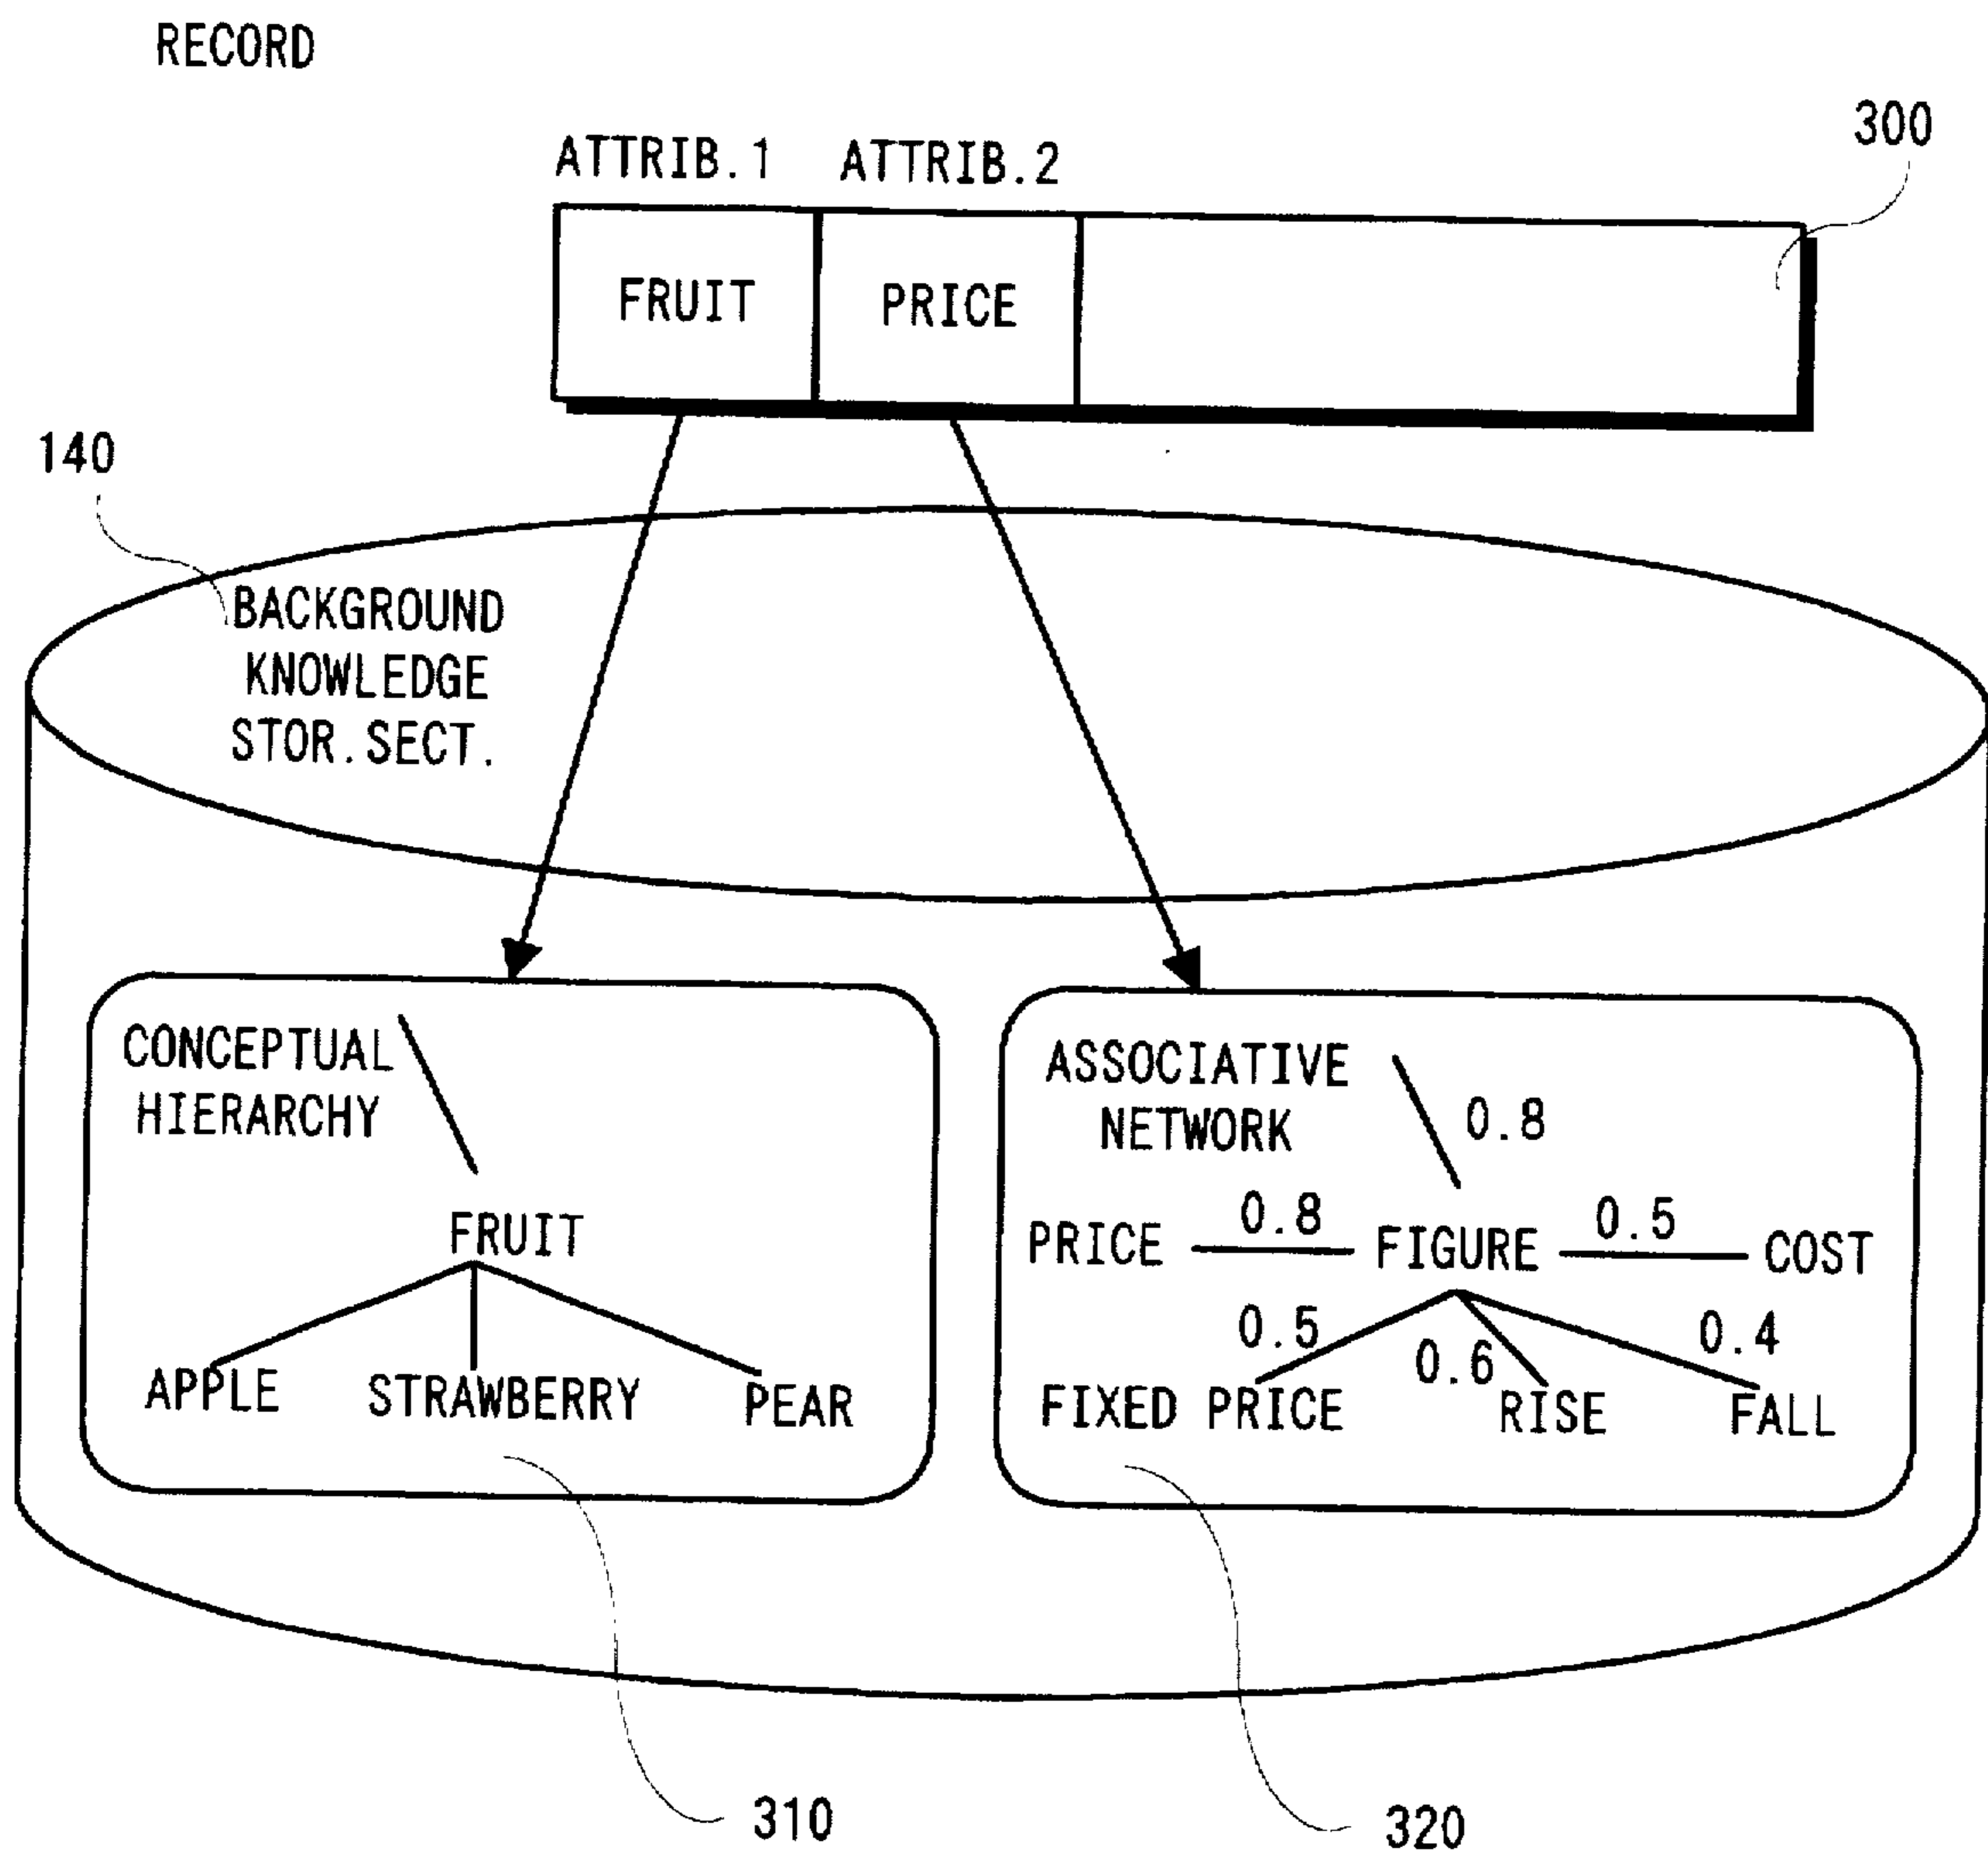 RECORD
300
ATTRIB.1 ATTRIB.2
FRUIT PRICE
140
BACKGROUND
KNOWLEDGE
STOR.SECT.
CONCEPTUAL
HIERARCHY
FRUIT
APPLE STRAWBERRY PEAR
ASSOCIATIVE
NETWORK
0.8
PRICE 0.8 FIGURE 0.5 COST
0.5 0.6 0.4
FIXED PRICE RISE FALL
310
320